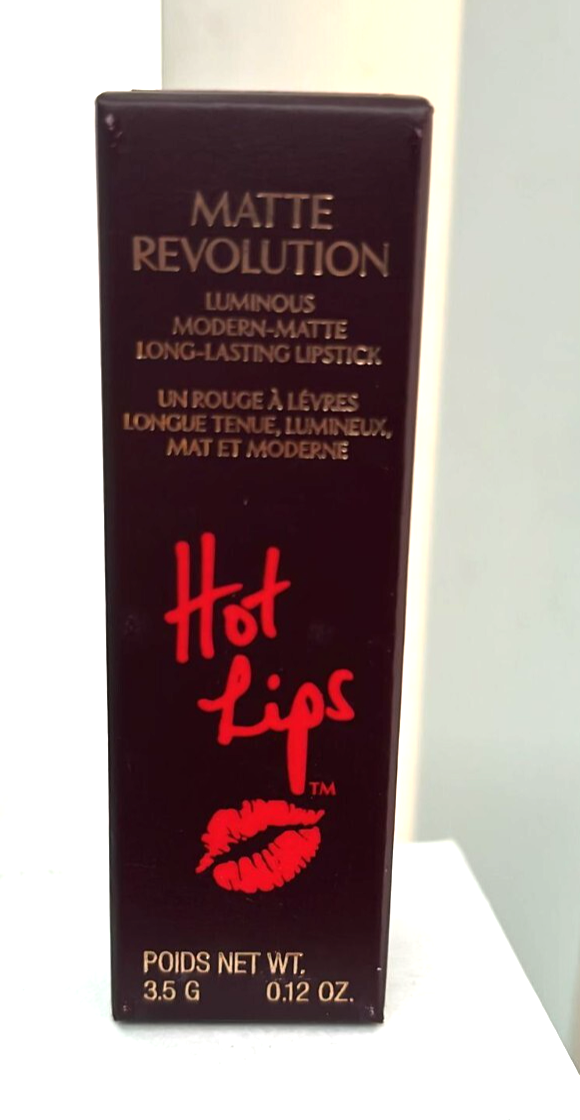 MATTE
REVOLUTION
LUMINOUS
MODERN-MATTE
LONG-LASTING LIPSTICK
UN ROUGE À LÉVRES
LONGUE TENUE, LUMINEUX,
MAT ET MODERNE
Hot
Lips
TM
POIDS NET WT.
3.5 G 0.12 OZ.